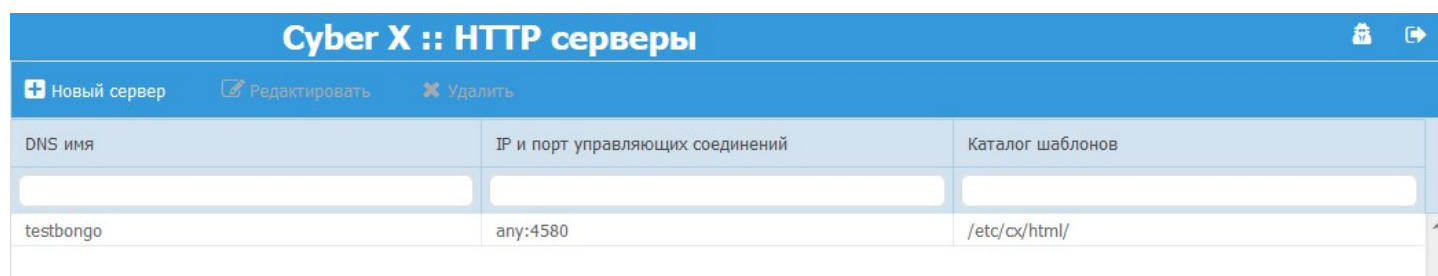 Cyber X :: HTTP серверы
Новый сервер Редактировать Удалить
DNS имя IP и порт управляющих соединений Каталог шаблонов
testbongo any:4580 /etc/cx/html/